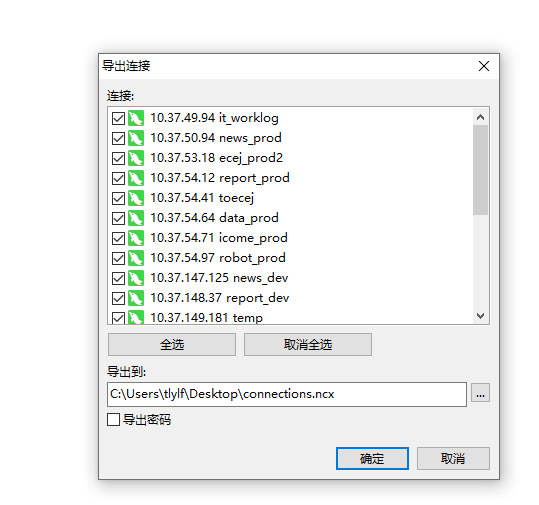 导出连接
连接:
10.37.49.94 it_worklog
10.37.50.94 news_prod
10.37.53.18 ecej_prod2
10.37.54.12 report_prod
10.37.54.41 toecej
10.37.54.64 data_prod
10.37.54.71 icome_prod
10.37.54.97 robot_prod
10.37.147.125 news_dev
10.37.148.37 report_dev
10.37.149.181 temp
全选 取消全选
导出到:
C:\Users\tlylf\Desktop\connections.ncx ...
导出密码
确定 取消